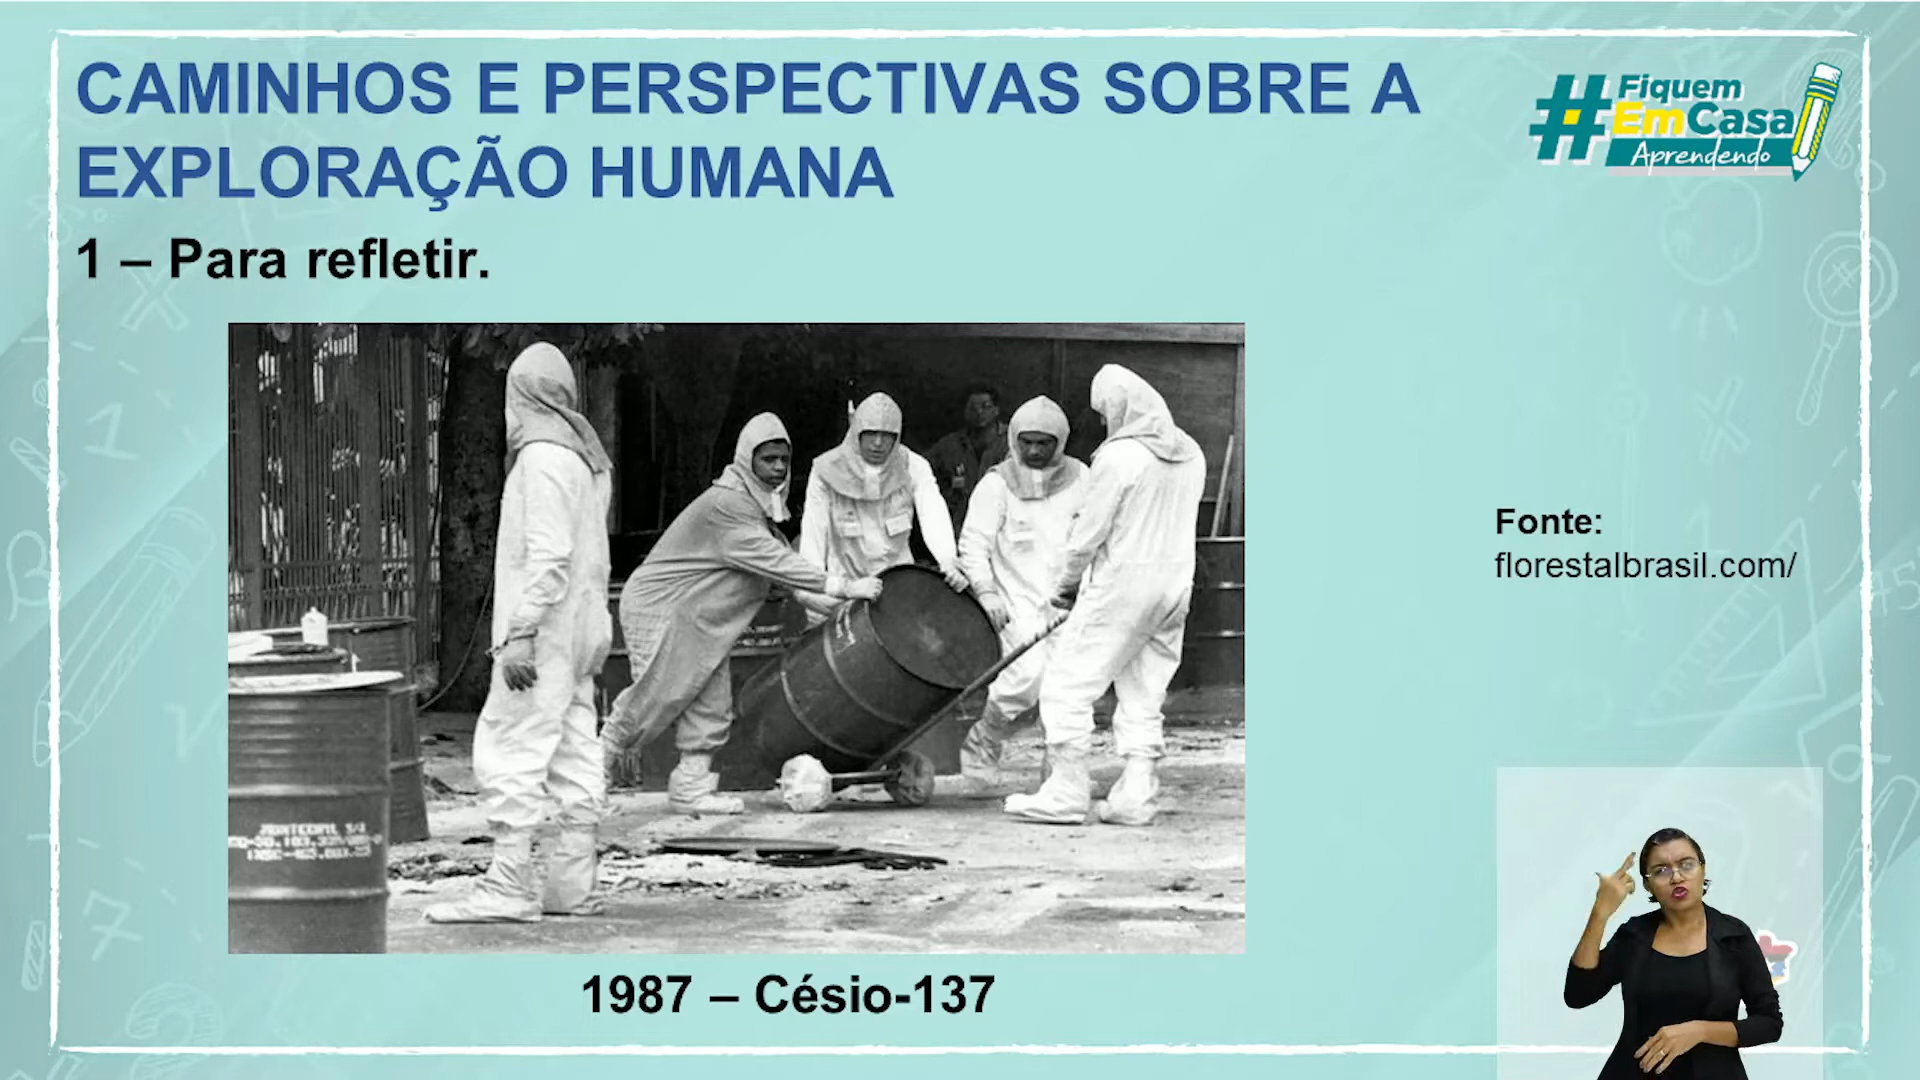 CAMINHOS E PERSPECTIVAS SOBRE A
EXPLORAÇÃO HUMANA
#Fiquem
EmCasa
Aprendendo
1 – Para refletir.
Fonte:
florestalbrasil.com/
1987 – Césio-137